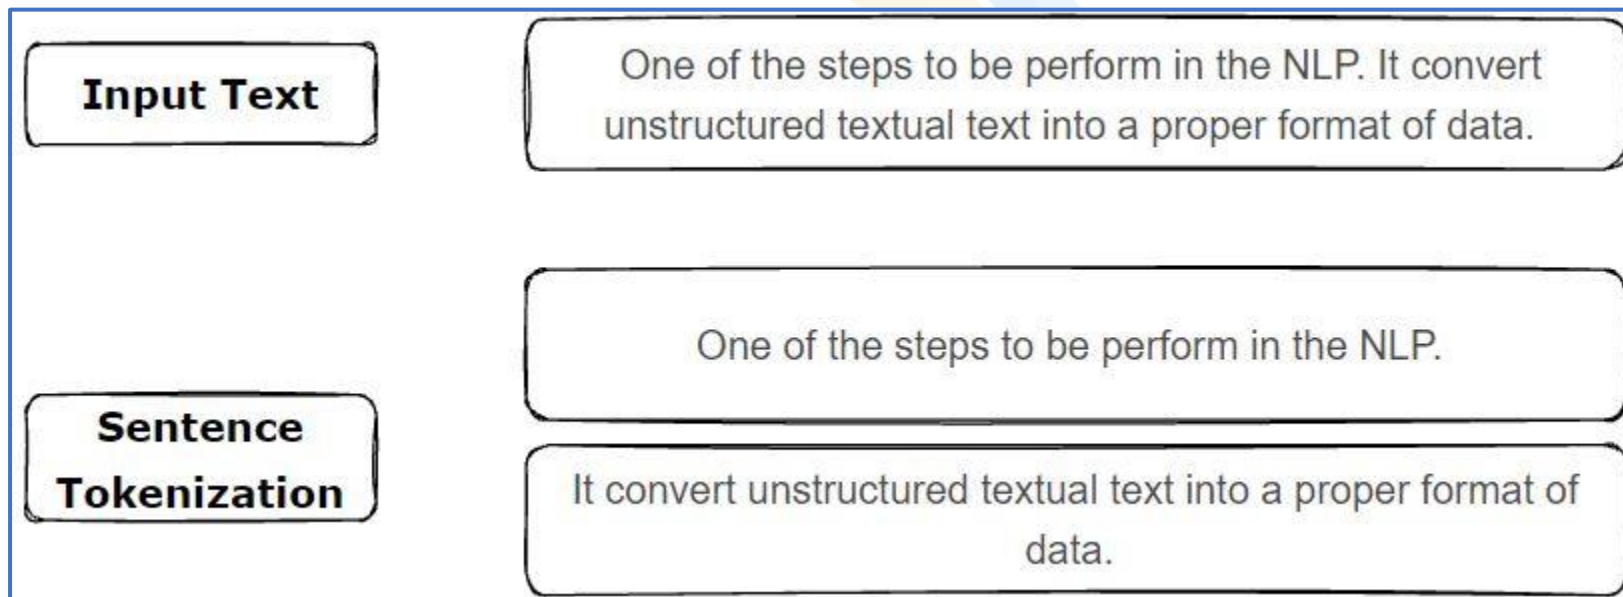 Input Text
One of the steps to be perform in the NLP. It convert
unstructured textual text into a proper format of data.
One of the steps to be perform in the NLP.
Sentence
Tokenization
It convert unstructured textual text into a proper format of
data.